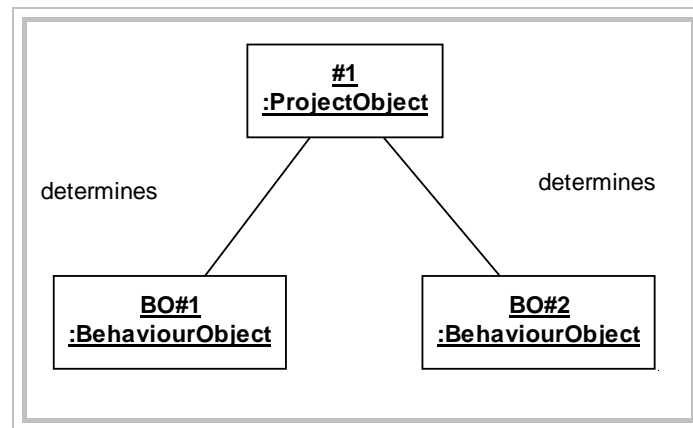 #1
:ProjectObject
determines
determines
BO#1
:BehaviourObject
BO#2
:BehaviourObject